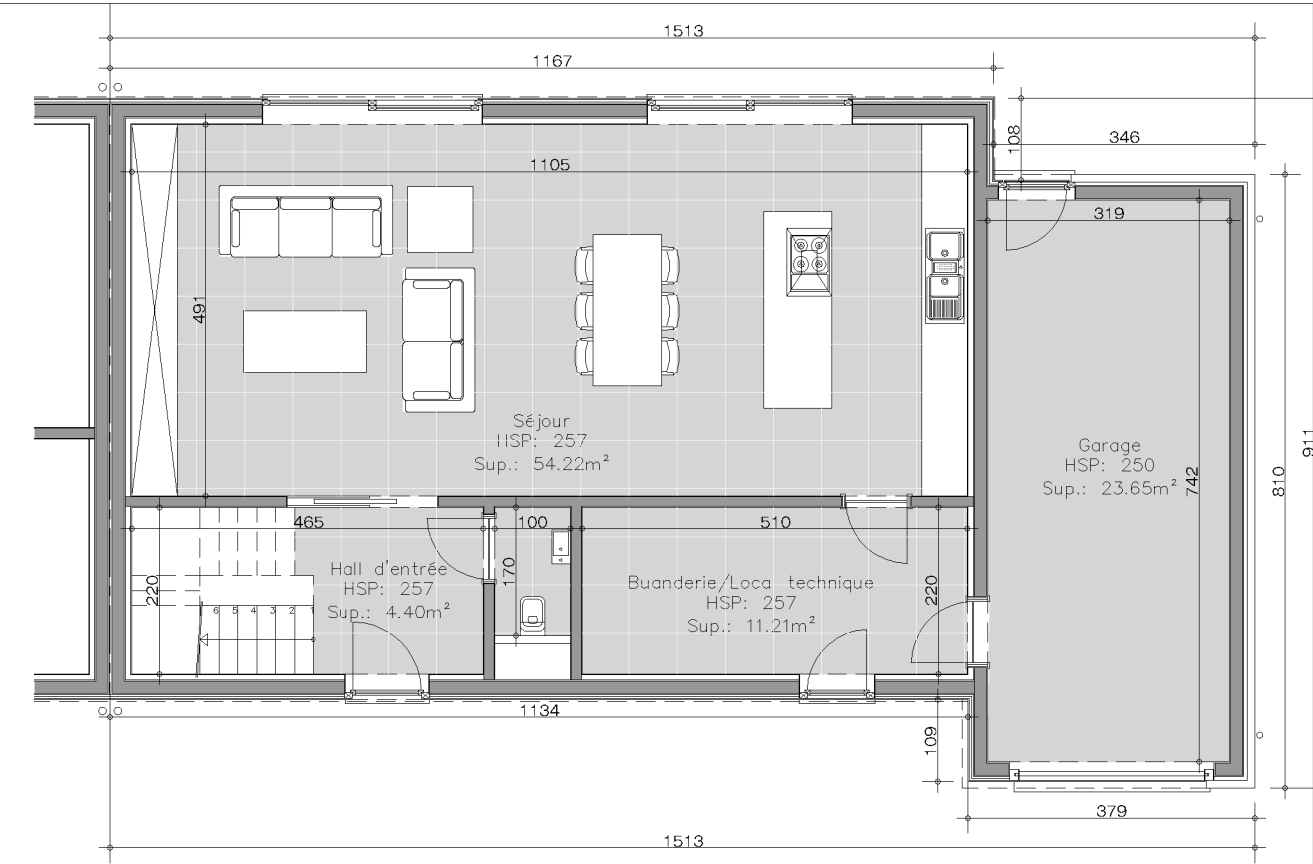 1513
1167
108
346
1105
319
491
Séjour
HSP: 257
Sup.: 54.22m²
Garage
HSP: 250
Sup.: 23.65m²
742
810
911
465
100
510
220
170
Hall d'entrée
HSP: 257
Sup.: 4.40m²
Buanderie/Loca technique
HSP: 257
Sup.: 11.21m²
220
6 5 4 3 2 1
1134
109
379
1513